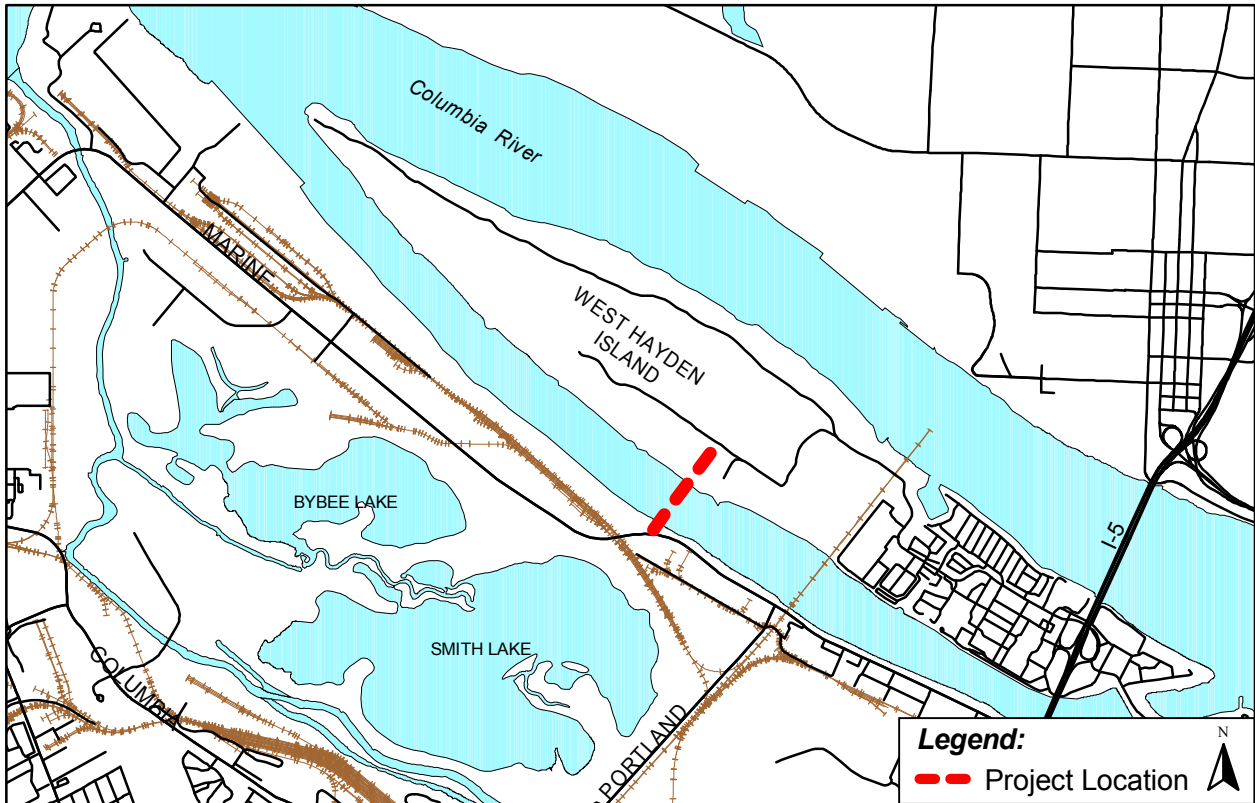 Columbia River
MARINE
WEST HAYDEN
ISLAND
BYBEE LAKE
I-5
SMITH LAKE
COLUMBIA
PORTLAND
Legend:
Project Location
N